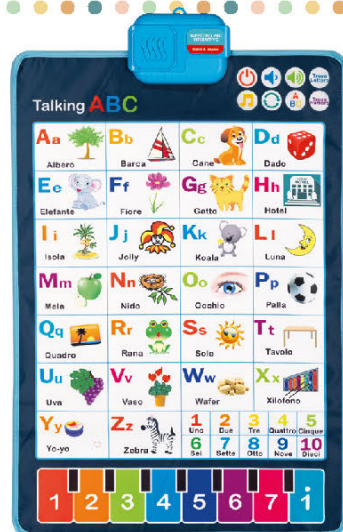 Talking ABC
Trova Lettera
A B D
Aa Bb Cc Dd
Albero Barca Cane Dado
Ee Ff Gg Hh
Elefante Fiore Gatto Hotel
Ii Jj Kk Ll
Isola Jolly Koala Luna
Mm Nn Oo Pp
Mela Nido Occhio Palla
Qq Rr Ss Tt
Quadro Rana Sole Tavolo
Uu Vv Ww Xx
Uva Vaso Wafer Xilofono
Yy Zz 1 2 3 4 5
Uno Due Tre Quattro Cinque
6 7 8 9 10
Yo-yo Zebra Sei Sette Otto Nove Dieci
1 2 3 4 5 6 7 i